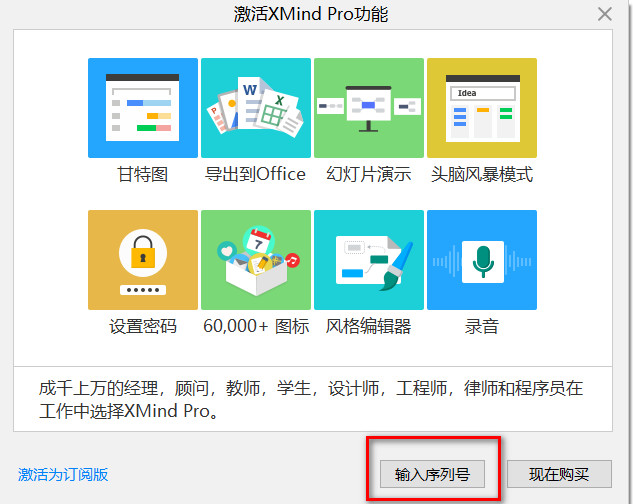 激活XMind Pro功能
W
X
P
Idea
甘特图
导出到Office
幻灯片演示
头脑风暴模式
7
设置密码
60,000+ 图标
风格编辑器
录音
成千上万的经理，顾问，教师，学生，设计师，工程师，律师和程序员在
工作中选择XMind Pro。
激活为订阅版
输入序列号
现在购买